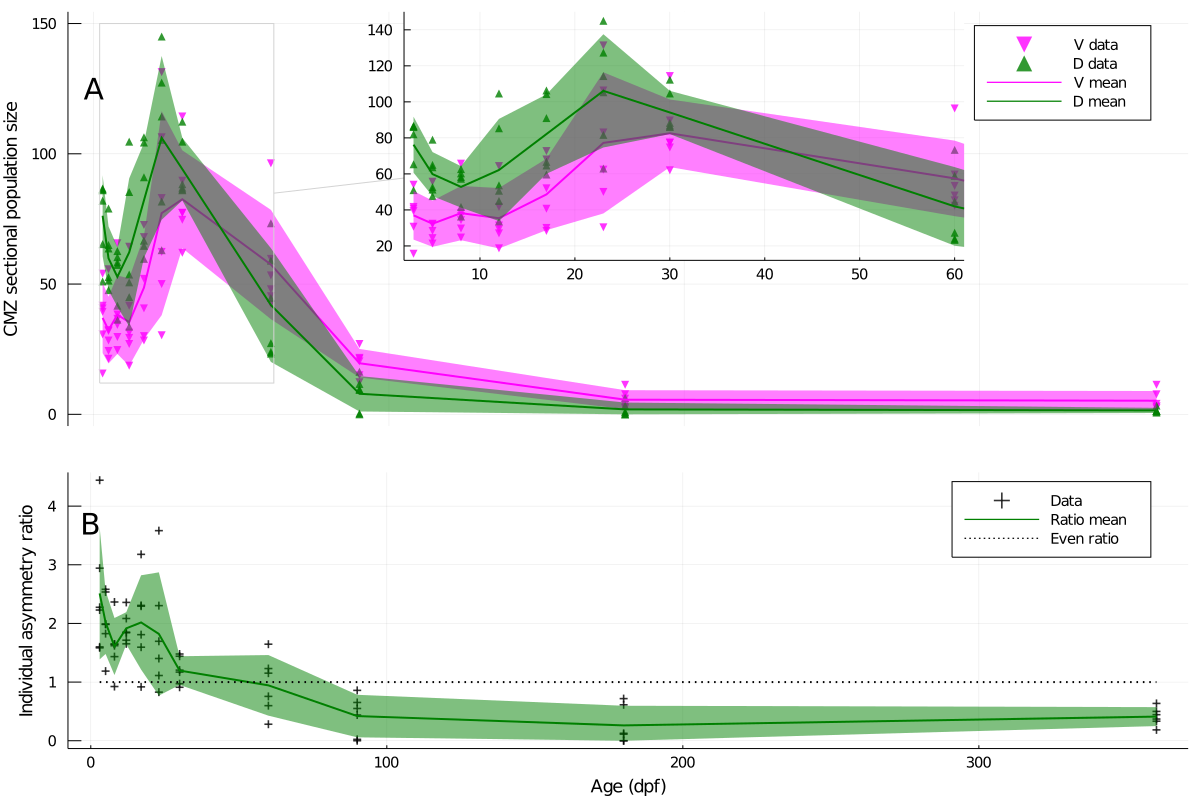 A
CMZ sectional population size
150
100
50
0
140
120
100
80
60
40
20
10
20
30
40
50
60
V data
D data
V mean
D mean
B
Individual asymmetry ratio
4
3
2
1
0
Data
Ratio mean
Even ratio
0
100
200
300
Age (dpf)